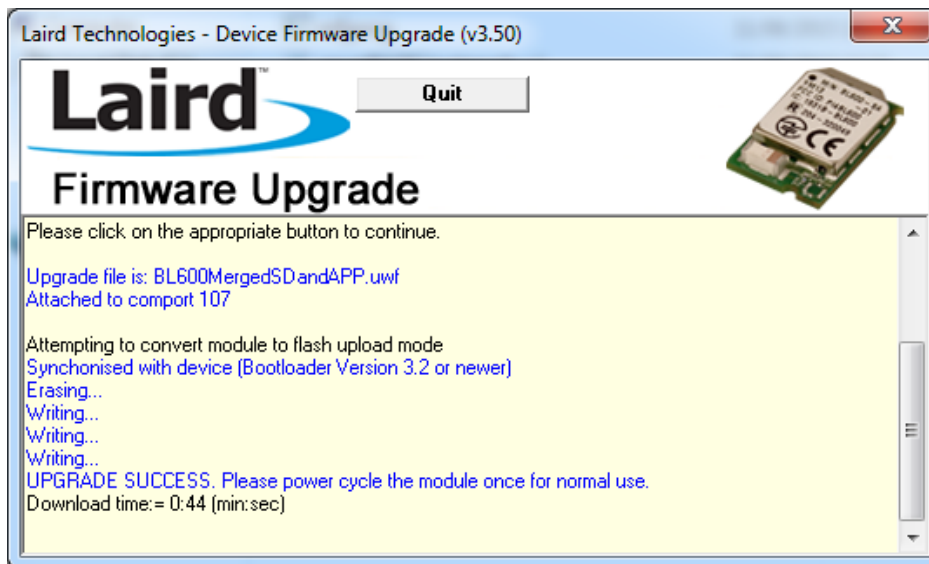 Laird Technologies - Device Firmware Upgrade (v3.50)
Laird™
Quit
Firmware Upgrade
M/N: BL600-SA
Please click on the appropriate button to continue.
Upgrade file is: BL600MergedSDandAPP.uwf
Attached to comport 107
Attempting to convert module to flash upload mode
Synchonised with device (Bootloader Version 3.2 or newer)
Erasing...
Writing...
Writing...
Writing...
UPGRADE SUCCESS. Please power cycle the module once for normal use.
Download time:= 0:44 (min:sec)